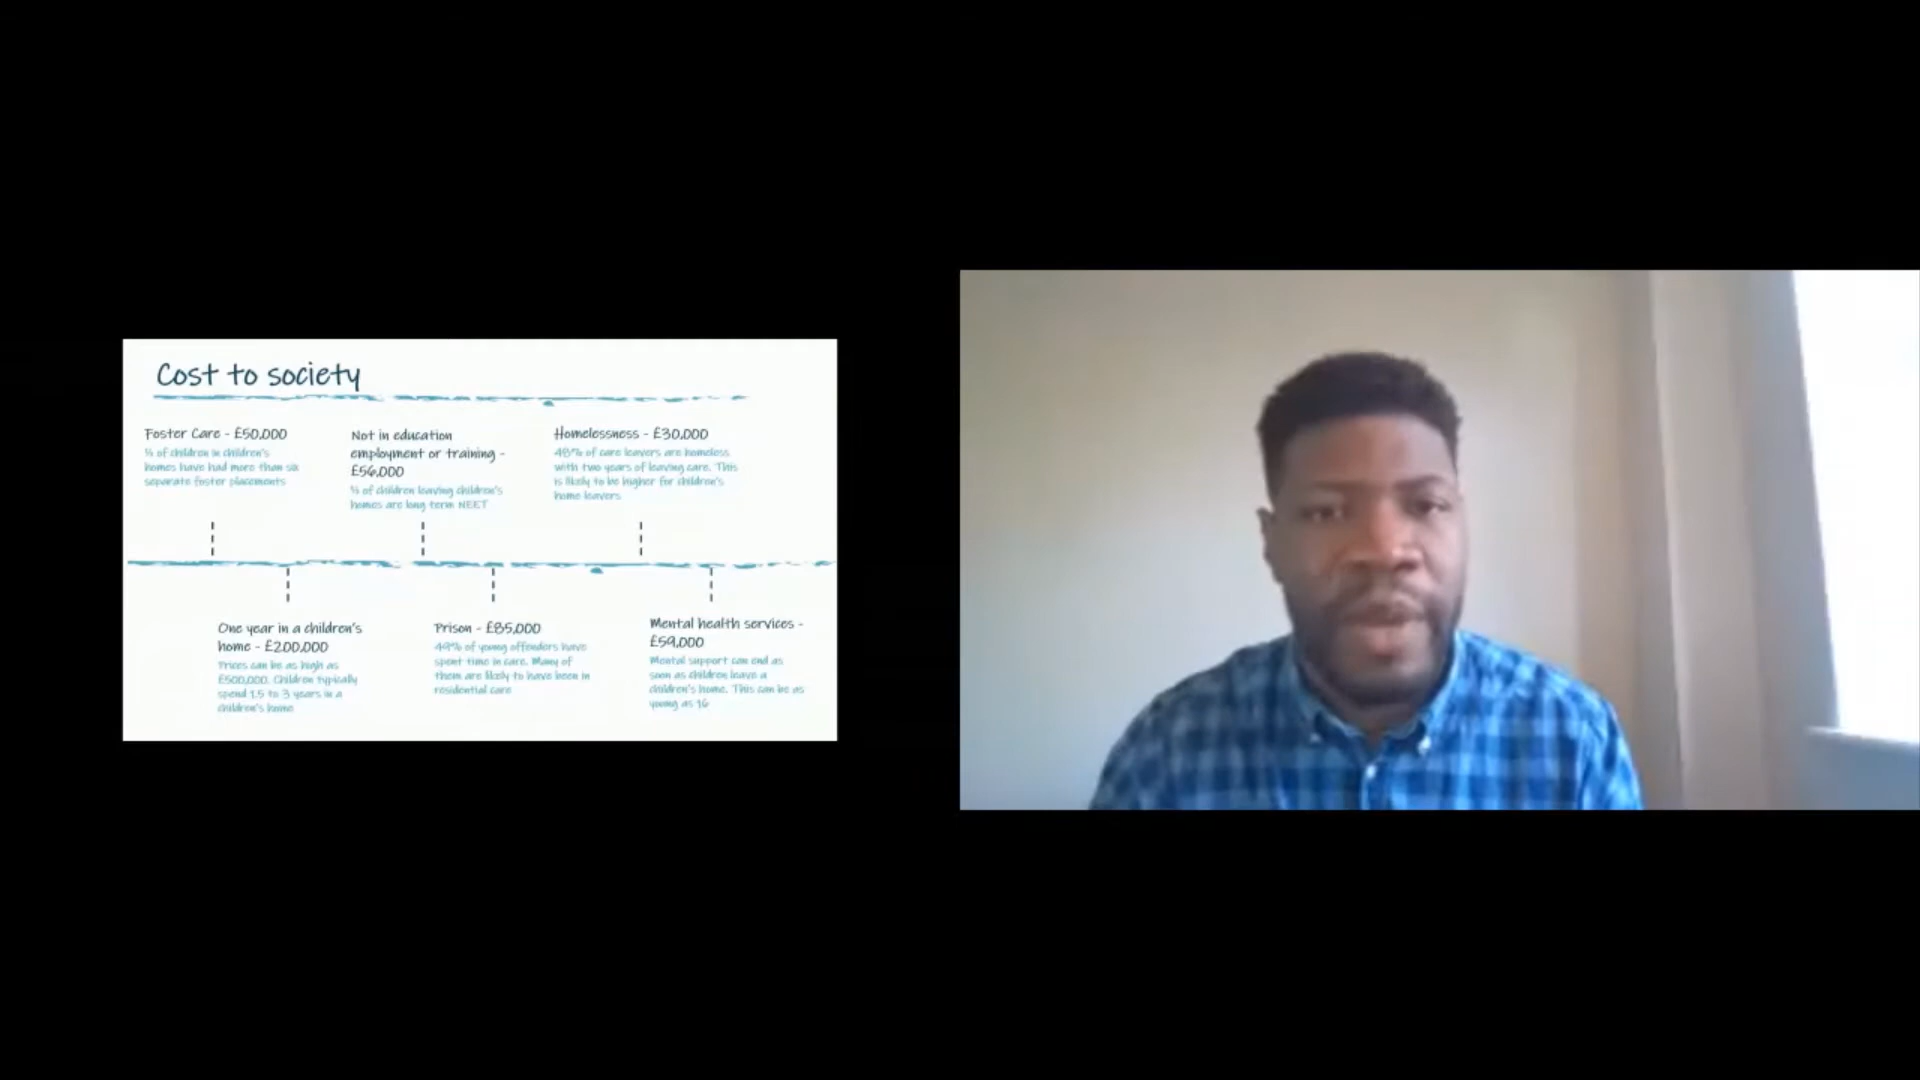 Cost to society
Foster Care - £50,000
⅓ of children in children's
homes have had more than six
separate foster placements
Not in education
employment or training -
£56,000
of children leaving children's
homes are long term NEET
Homelessness - £30,000
48% of care leavers are homeless
with two years of leaving care. This
is likely to be higher for children's
home leavers
One year in a children's
home - £200,000
Prices can be as high as
£500,000. Children typically
spend 1.5 to 3 years in a
children's home
Prison - £85,000
49% of young offenders have
spent time in care. Many of
them are likely to have been in
residential care
Mental health services -
£59,000
Mental support can end as
soon as children leave a
children's home. This can be as
young as 16